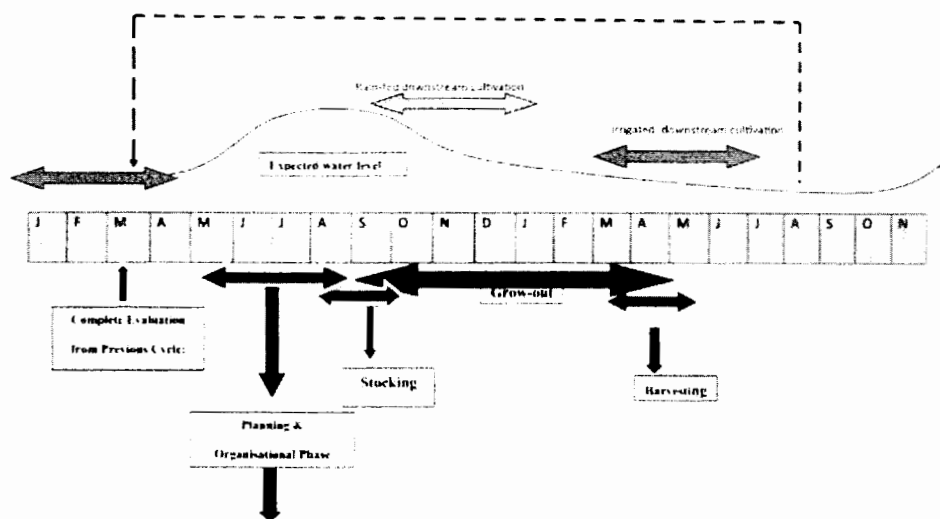 Rain-fed downstream cultivation
Irrigated downstream cultivation
Expected water level
J F M A M J J A S O N D J F M A M J J A S O N
Grow-out
Complete Evaluation
from Previous Cycle:
Stocking
Harvesting
Planning &
Organisational Phase